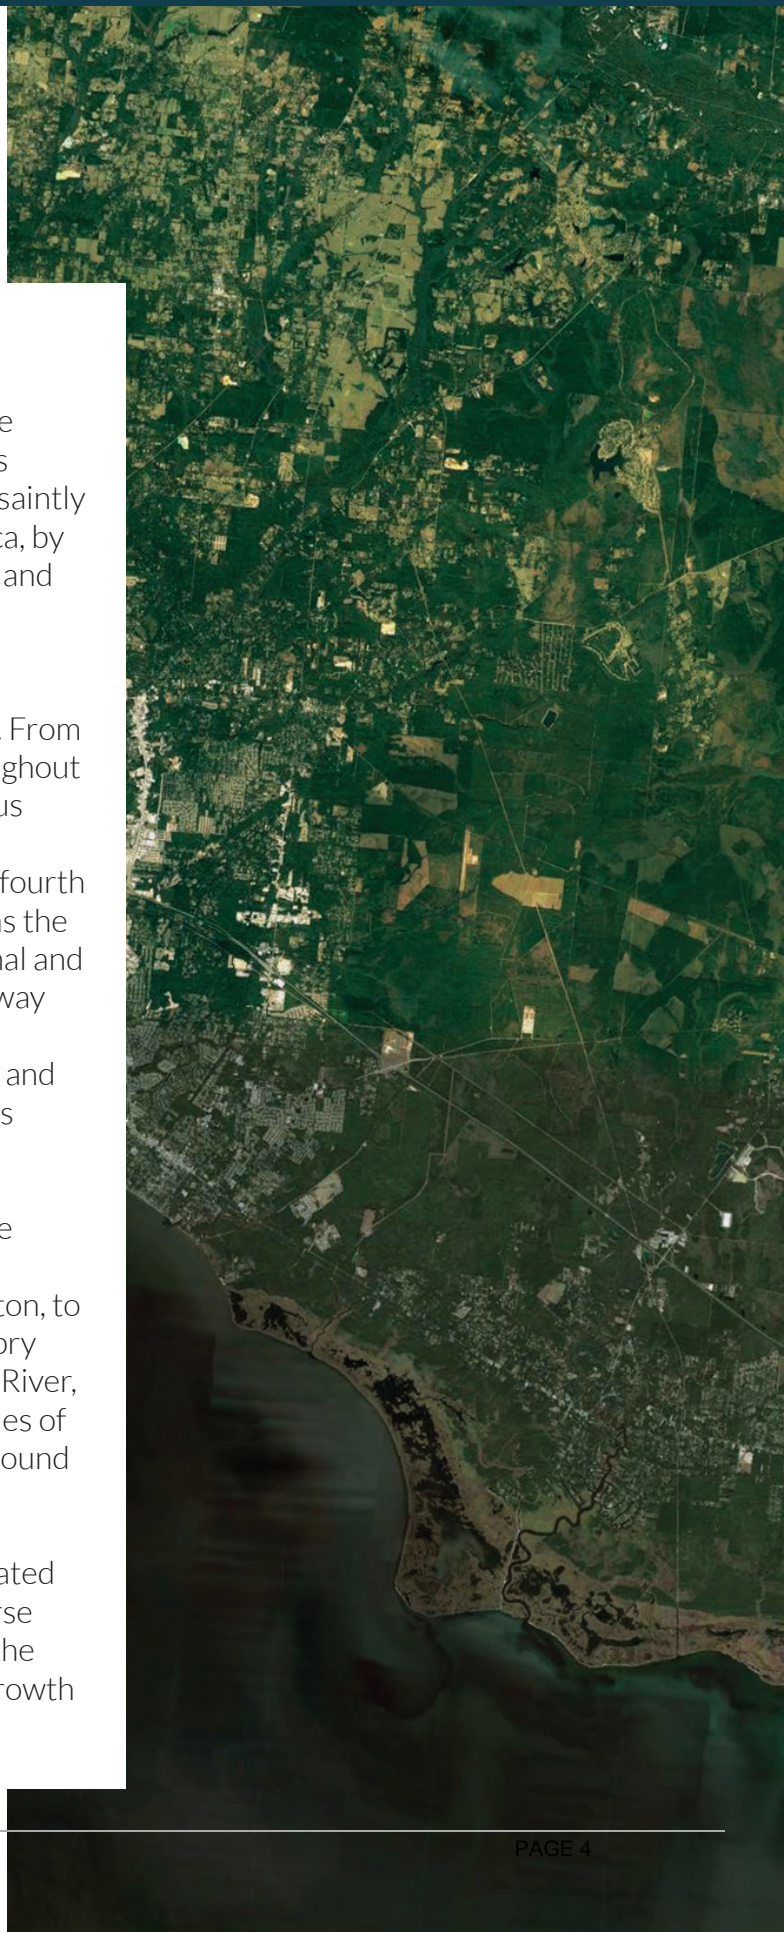 e
s
saintly
ca, by
and
. From
ghout
us
fourth
as the
nal and
way
and
s
e
ton, to
ory
River,
es of
ound
ated
rse
he
rowth
PAGE 4